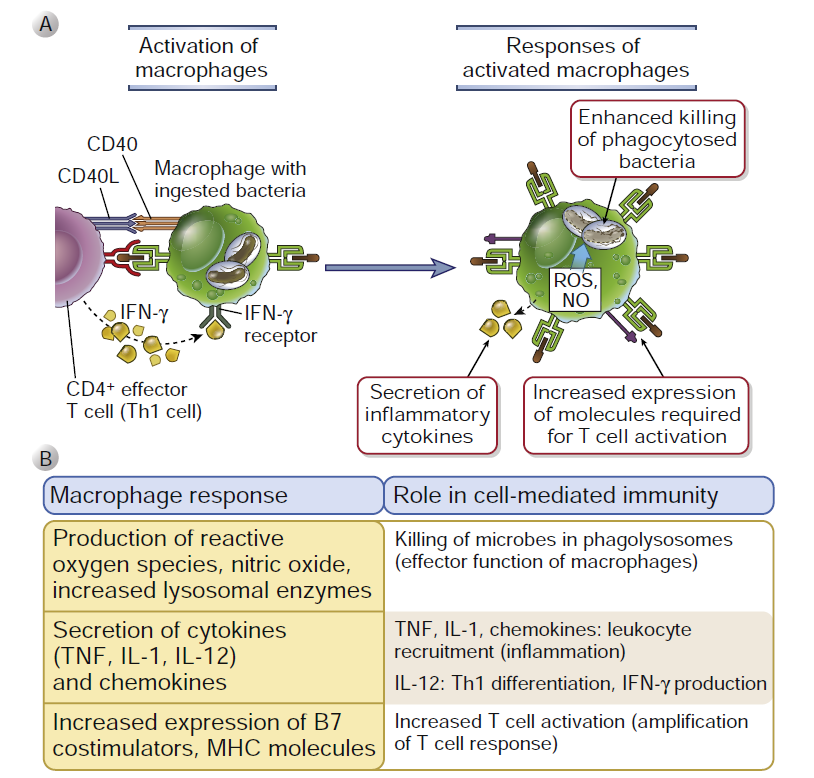 A
Activation of
macrophages
Responses of
activated macrophages
Enhanced killing
of phagocytosed
bacteria
CD40
CD40L
Macrophage with
ingested bacteria
ROS,
NO
IFN-γ
IFN-γ
receptor
CD4+ effector
T cell (Th1 cell)
Secretion of
inflammatory
cytokines
Increased expression
of molecules required
for T cell activation
B
Macrophage response
Role in cell-mediated immunity
Production of reactive
oxygen species, nitric oxide,
increased lysosomal enzymes
Killing of microbes in phagolysosomes
(effector function of macrophages)
Secretion of cytokines
(TNF, IL-1, IL-12)
and chemokines
TNF, IL-1, chemokines: leukocyte
recruitment (inflammation)
IL-12: Th1 differentiation, IFN-γ production
Increased expression of B7
costimulators, MHC molecules
Increased T cell activation (amplification
of T cell response)